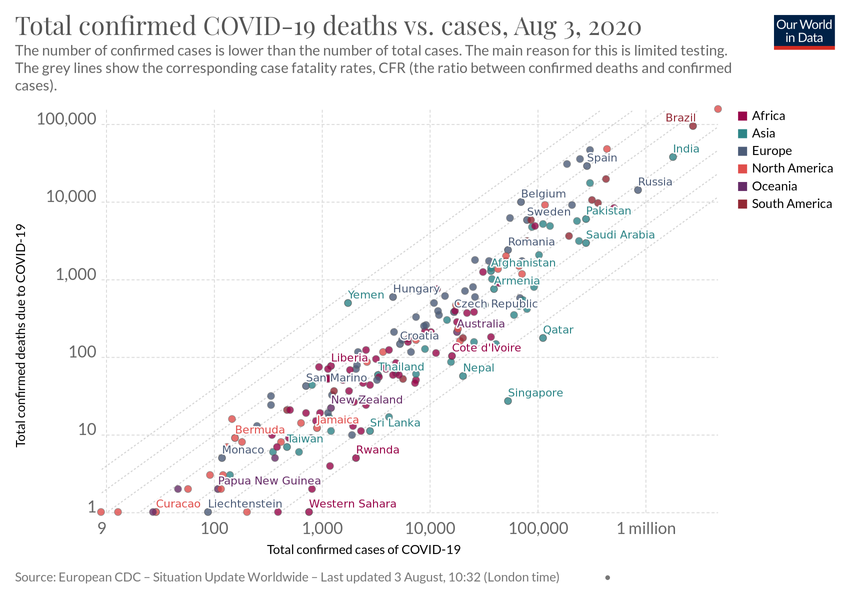 Total confirmed COVID-19 deaths vs. cases, Aug 3, 2020
Our World
in Data
The number of confirmed cases is lower than the number of total cases. The main reason for this is limited testing.
The grey lines show the corresponding case fatality rates, CFR (the ratio between confirmed deaths and confirmed
cases).
100,000
10,000
1,000
100
10
1
Total confirmed deaths due to COVID-19
Brazil
India
Spain
Russia
Belgium
Sweden
Pakistan
Saudi Arabia
Romania
Afghanistan
Armenia
Yemen
Hungary
Czech Republic
Australia
Qatar
Croatia
Cote d'Ivoire
Liberia
Thailand
Nepal
San Marino
Singapore
New Zealand
Jamaica
Sri Lanka
Bermuda
Taiwan
Monaco
Rwanda
Papua New Guinea
Curacao
Liechtenstein
Western Sahara
9
100
1,000
10,000
100,000
1 million
Total confirmed cases of COVID-19
Africa
Asia
Europe
North America
Oceania
South America
Source: European CDC – Situation Update Worldwide – Last updated 3 August, 10:32 (London time)